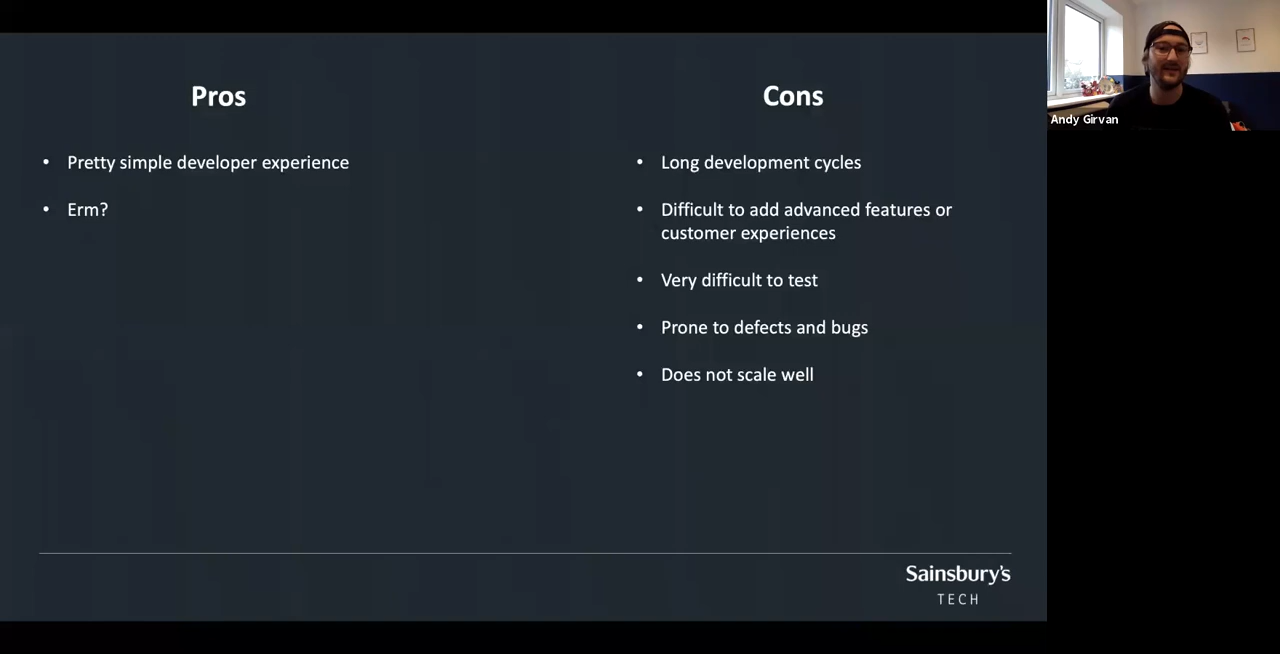 Pros
Pretty simple developer experience
Erm?
Cons
Long development cycles
Difficult to add advanced features or
customer experiences
Very difficult to test
Prone to defects and bugs
Does not scale well
Sainsbury's
TECH
Andy Girvan